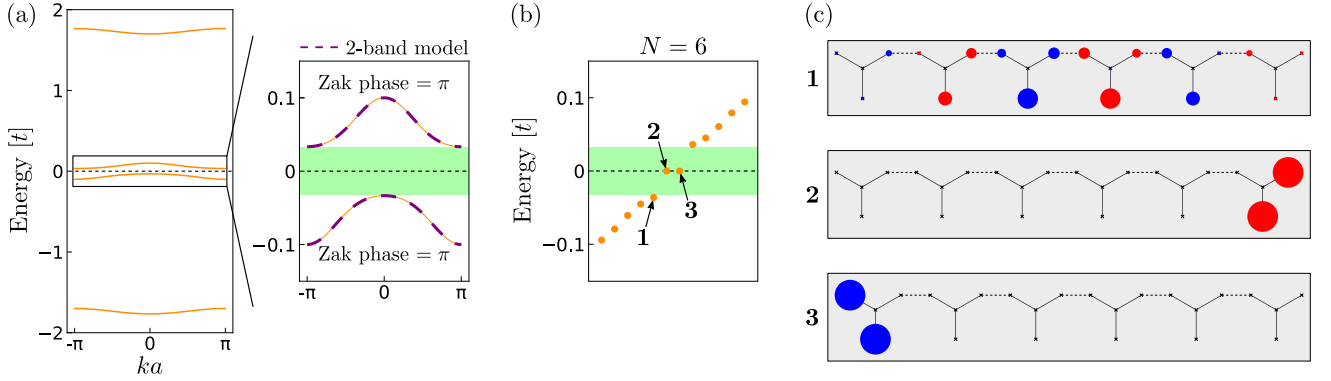 (a)
Energy [t]
2
1
0
−1
−2
-π 0 π
ka
2-band model
Zak phase = π
0.1
0
−0.1
Zak phase = π
-π 0 π
(b)
N = 6
0.1
0
−0.1
Energy [t]
2
1
3
(c)
1
2
3